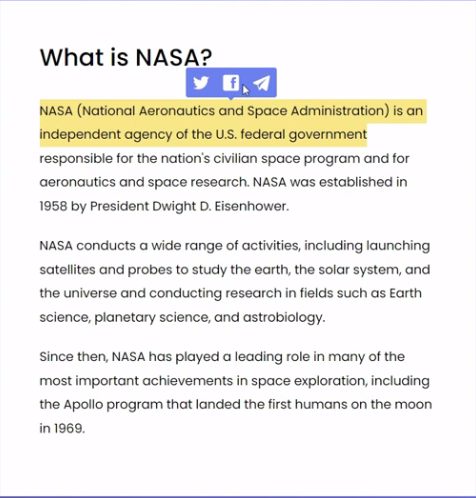 What is NASA?
NASA (National Aeronautics and Space Administration) is an
independent agency of the U.S. federal government
responsible for the nation's civilian space program and for
aeronautics and space research. NASA was established in
1958 by President Dwight D. Eisenhower.
NASA conducts a wide range of activities, including launching
satellites and probes to study the earth, the solar system, and
the universe and conducting research in fields such as Earth
science, planetary science, and astrobiology.
Since then, NASA has played a leading role in many of the
most important achievements in space exploration, including
the Apollo program that landed the first humans on the moon
in 1969.